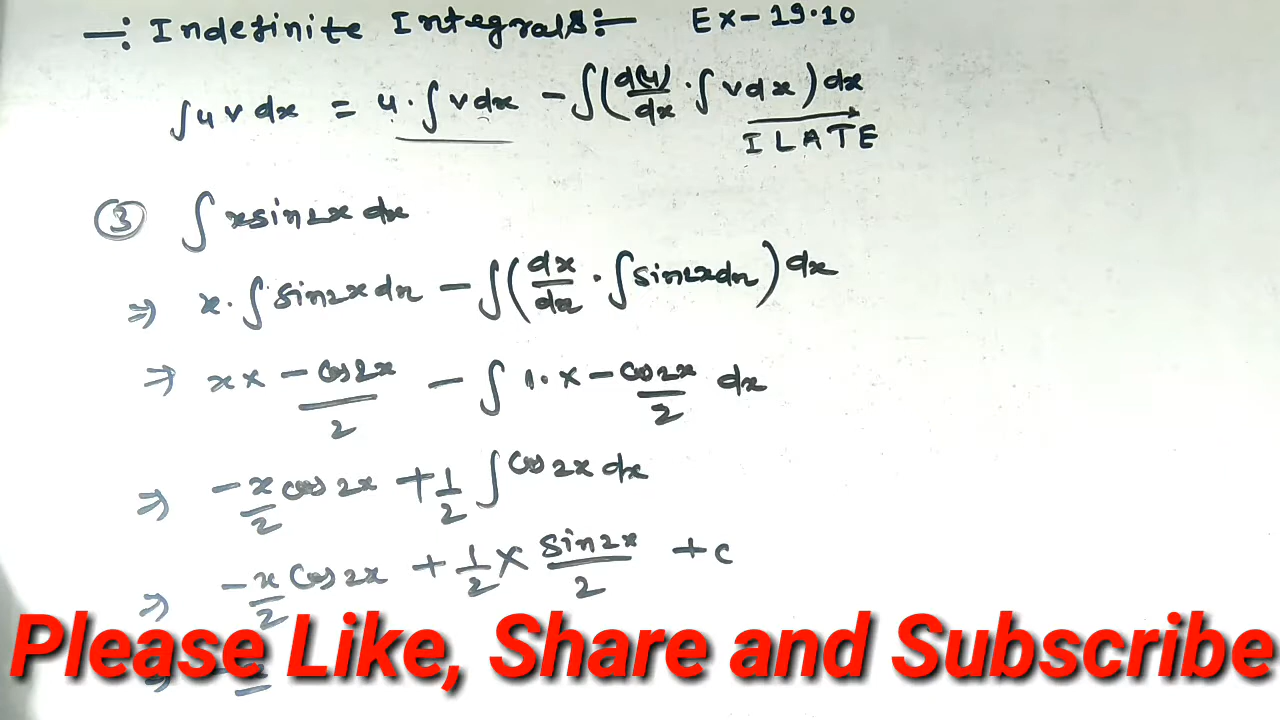 —: Indefinite Integrals:— Ex-19.10
∫uv dx = u·∫v dx − ∫(d(u)/dx · ∫v dx) dx
ILATE
③ ∫ x sin2x dx
⇒ x·∫ sin2x dx − ∫(dx/dx · ∫sin2x dx) dx
⇒ x × −cos2x/2 − ∫ 1·× −cos2x/2 dx
⇒ −x/2 cos2x + 1/2 ∫cos2x dx
⇒ −x/2 cos2x + 1/2 × sin2x/2 + c
Please Like, Share and Subscribe